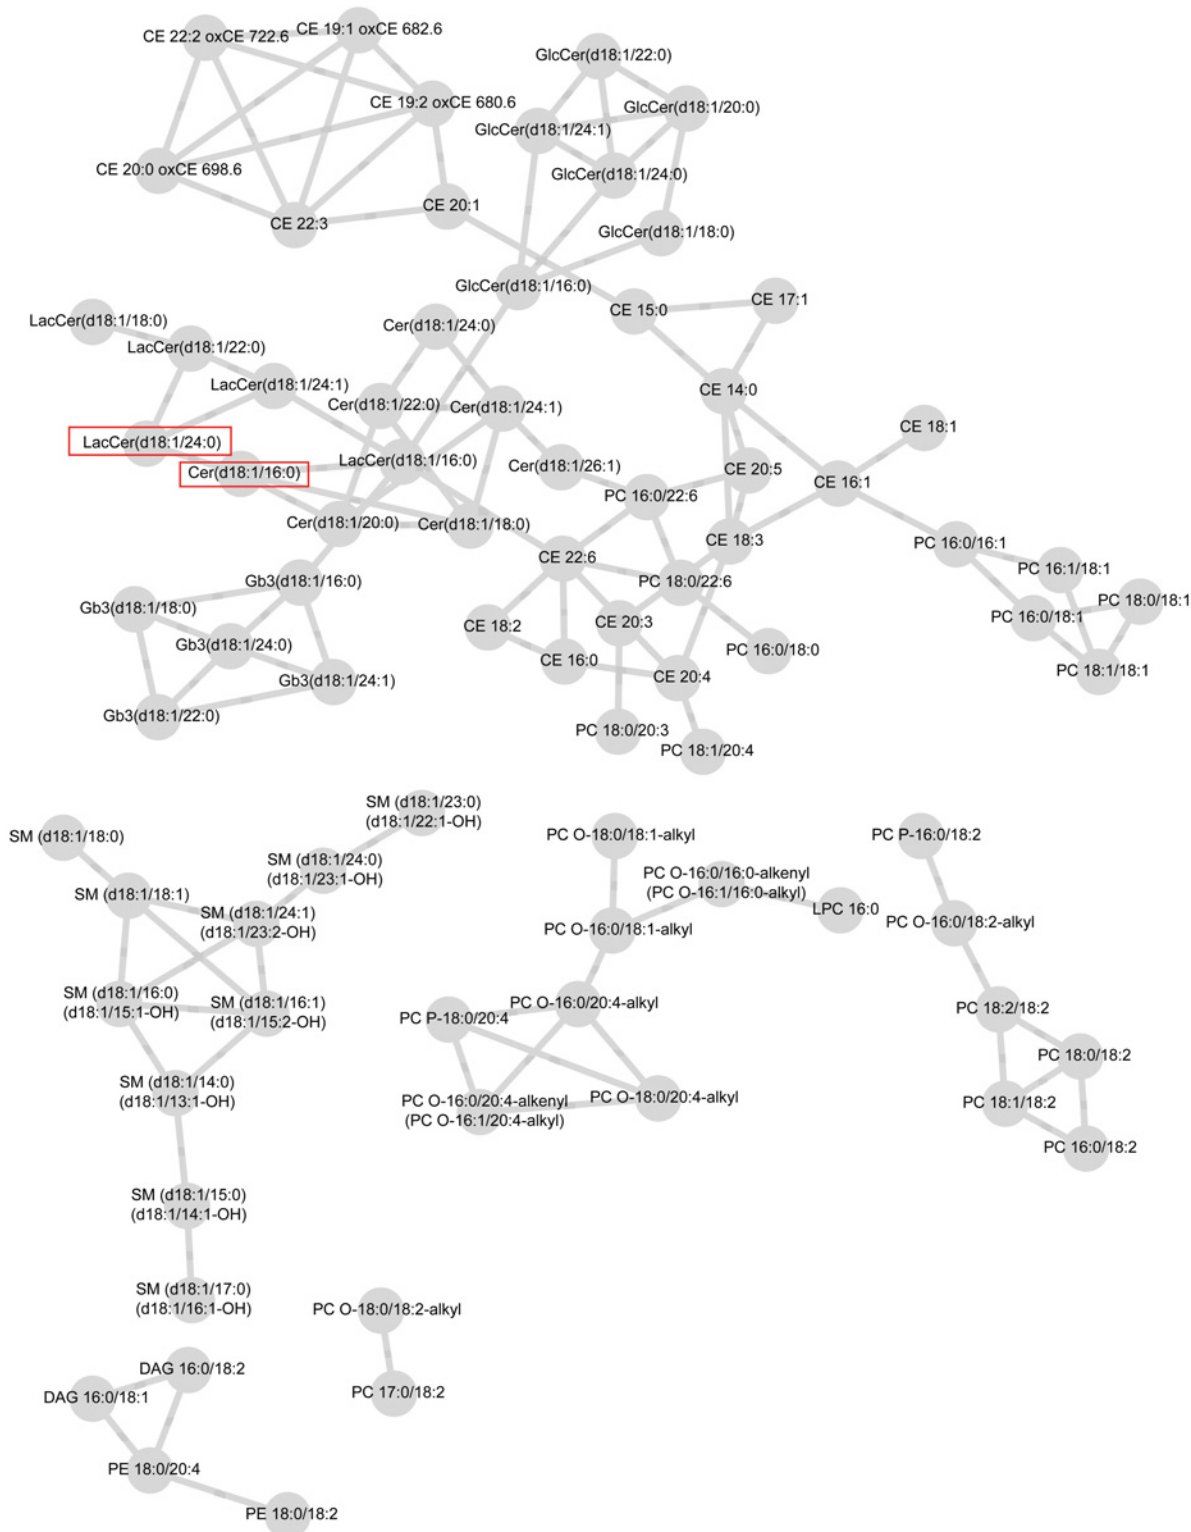 CE 22:2 oxCE 722.6
CE 19:1 oxCE 682.6
GlcCer(d18:1/22:0)
CE 19:2 oxCE 680.6
GlcCer(d18:1/20:0)
GlcCer(d18:1/24:1)
CE 20:0 oxCE 698.6
GlcCer(d18:1/24:0)
CE 20:1
CE 22:3
GlcCer(d18:1/18:0)
GlcCer(d18:1/16:0)
CE 17:1
CE 15:0
LacCer(d18:1/18:0)
Cer(d18:1/24:0)
LacCer(d18:1/22:0)
LacCer(d18:1/24:1)
CE 14:0
Cer(d18:1/22:0)
Cer(d18:1/24:1)
CE 18:1
LacCer(d18:1/24:0)
LacCer(d18:1/16:0)
Cer(d18:1/26:1)
CE 20:5
Cer(d18:1/16:0)
CE 16:1
PC 16:0/22:6
Cer(d18:1/20:0)
Cer(d18:1/18:0)
CE 18:3
PC 16:0/16:1
CE 22:6
PC 16:1/18:1
Gb3(d18:1/16:0)
PC 18:0/22:6
PC 18:0/18:1
Gb3(d18:1/18:0)
PC 16:0/18:1
CE 18:2
CE 20:3
Gb3(d18:1/24:0)
PC 16:0/18:0
CE 16:0
PC 18:1/18:1
CE 20:4
Gb3(d18:1/24:1)
Gb3(d18:1/22:0)
PC 18:0/20:3
PC 18:1/20:4
SM (d18:1/23:0)
(d18:1/22:1-OH)
SM (d18:1/18:0)
PC O-18:0/18:1-alkyl
PC P-16:0/18:2
SM (d18:1/24:0)
(d18:1/23:1-OH)
PC O-16:0/16:0-alkenyl
(PC O-16:1/16:0-alkyl)
SM (d18:1/18:1)
LPC 16:0
SM (d18:1/24:1)
(d18:1/23:2-OH)
PC O-16:0/18:1-alkyl
PC O-16:0/18:2-alkyl
SM (d18:1/16:0)
(d18:1/15:1-OH)
SM (d18:1/16:1)
(d18:1/15:2-OH)
PC O-16:0/20:4-alkyl
PC P-18:0/20:4
PC 18:2/18:2
PC 18:0/18:2
SM (d18:1/14:0)
(d18:1/13:1-OH)
PC O-16:0/20:4-alkenyl
(PC O-16:1/20:4-alkyl)
PC O-18:0/20:4-alkyl
PC 18:1/18:2
PC 16:0/18:2
SM (d18:1/15:0)
(d18:1/14:1-OH)
SM (d18:1/17:0)
(d18:1/16:1-OH)
PC O-18:0/18:2-alkyl
DAG 16:0/18:2
DAG 16:0/18:1
PC 17:0/18:2
PE 18:0/20:4
PE 18:0/18:2